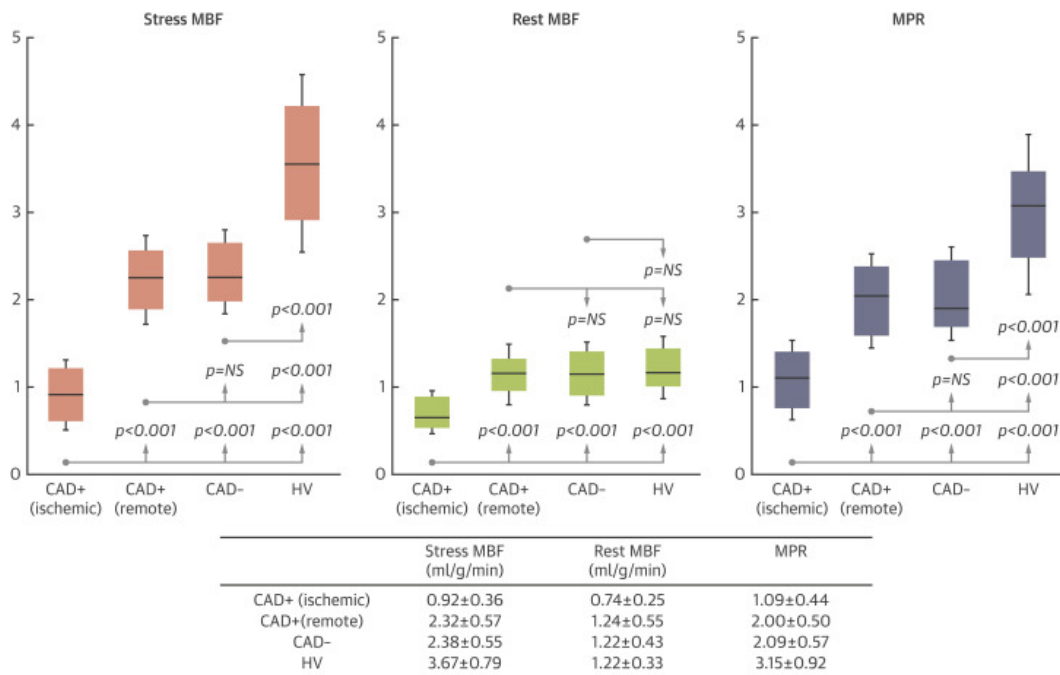 Stress MBF
5
4
3
2
1
0
p<0.001
p=NS
p<0.001
p<0.001
p<0.001
p<0.001
CAD+
(ischemic)
CAD+
(remote)
CAD–
HV
Rest MBF
5
4
3
2
1
0
p=NS
p=NS
p=NS
p<0.001
p<0.001
p<0.001
CAD+
(ischemic)
CAD+
(remote)
CAD–
HV
MPR
5
4
3
2
1
0
p<0.001
p=NS
p<0.001
p<0.001
p<0.001
p<0.001
CAD+
(ischemic)
CAD+
(remote)
CAD–
HV
Stress MBF Rest MBF MPR
(ml/g/min) (ml/g/min)
CAD+ (ischemic) 0.92±0.36 0.74±0.25 1.09±0.44
CAD+(remote) 2.32±0.57 1.24±0.55 2.00±0.50
CAD– 2.38±0.55 1.22±0.43 2.09±0.57
HV 3.67±0.79 1.22±0.33 3.15±0.92